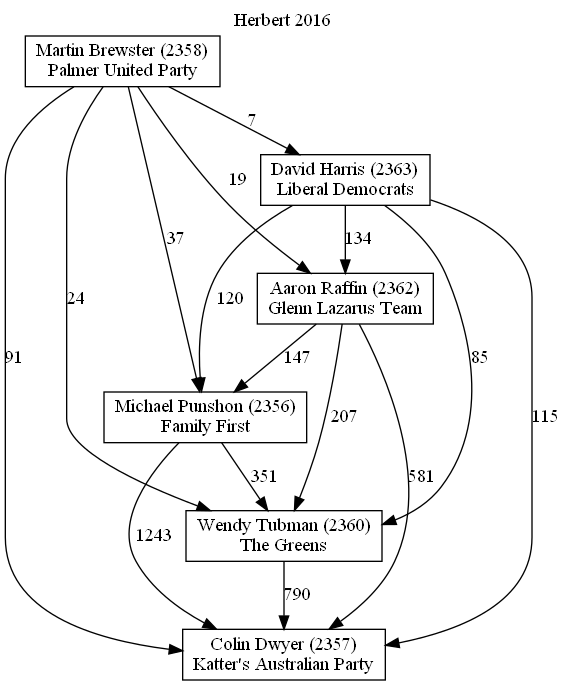 Herbert 2016
Martin Brewster (2358)
Palmer United Party
7
David Harris (2363)
Liberal Democrats
19
37
134
Aaron Raffin (2362)
Glenn Lazarus Team
24
120
91
147
85
Michael Punshon (2356)
Family First
207
115
351
581
1243
Wendy Tubman (2360)
The Greens
790
Colin Dwyer (2357)
Katter's Australian Party